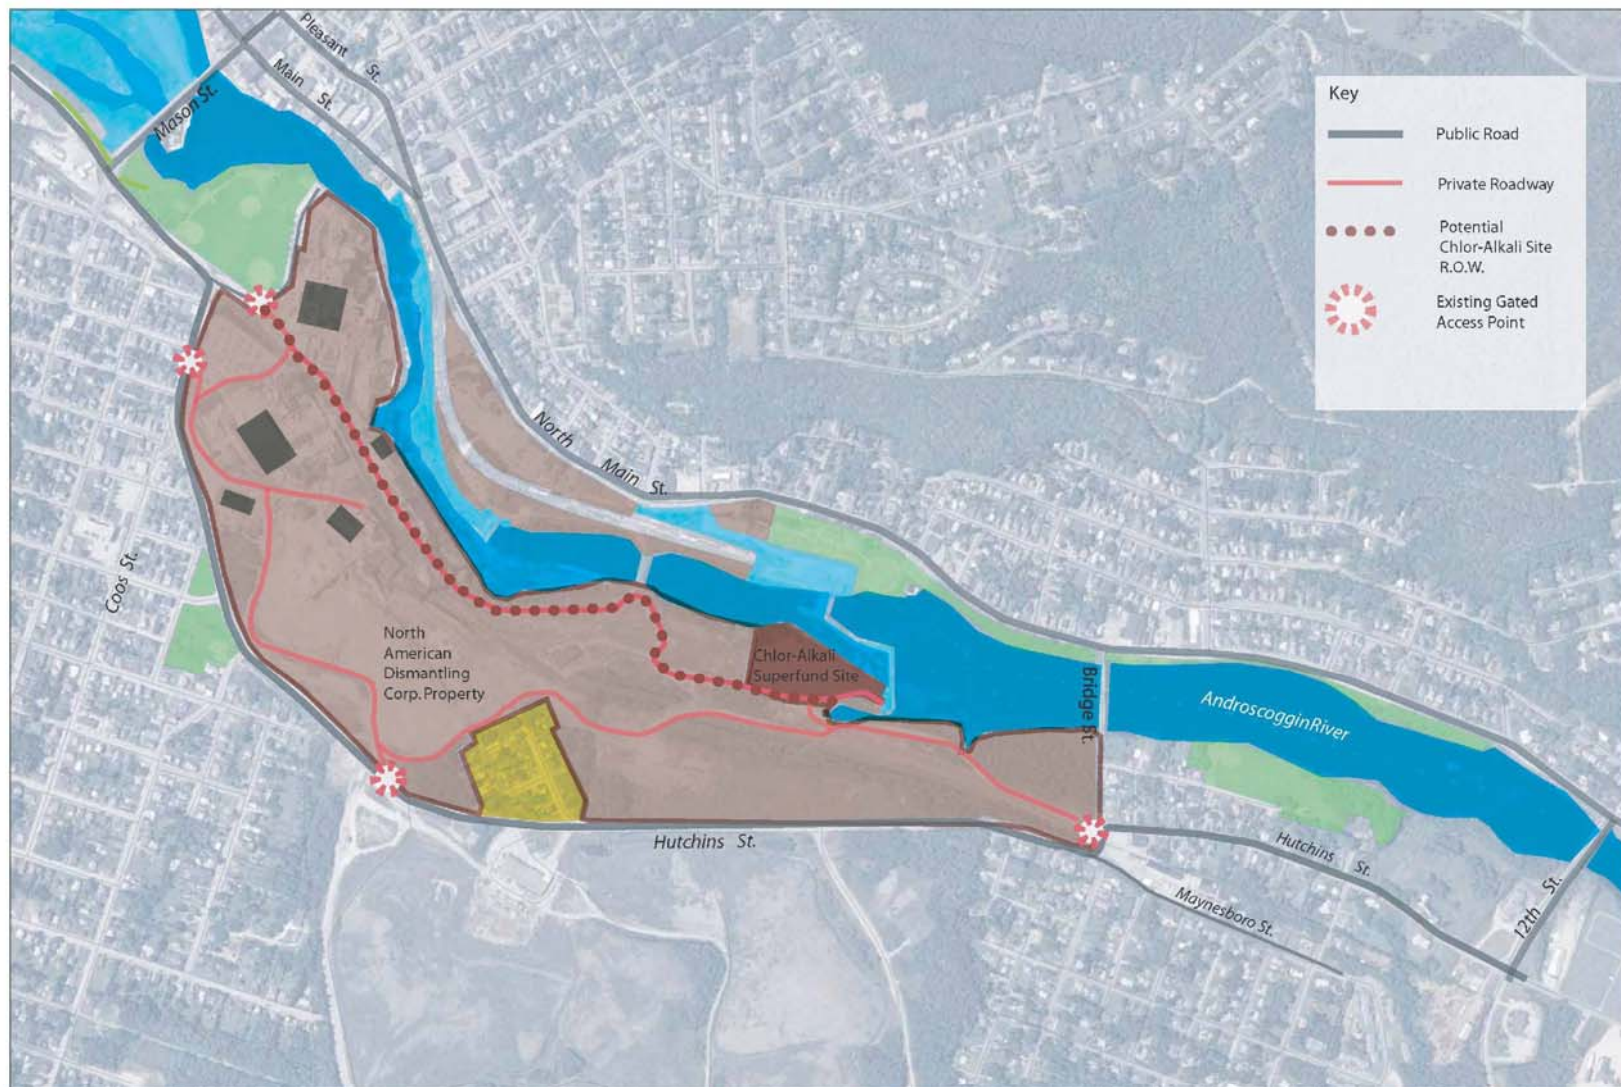 Pleasant St.
Main St.
Mason St.
Key
Public Road
Private Roadway
Potential
Chlor-Alkali Site
R.O.W.
Existing Gated
Access Point
North Main St.
Coos St.
North
American
Dismantling
Corp. Property
Chlor-Alkali
Superfund Site
Bridge St.
Androscoggin River
Hutchins St.
Hutchins St.
Maynesboro St.
12th St.